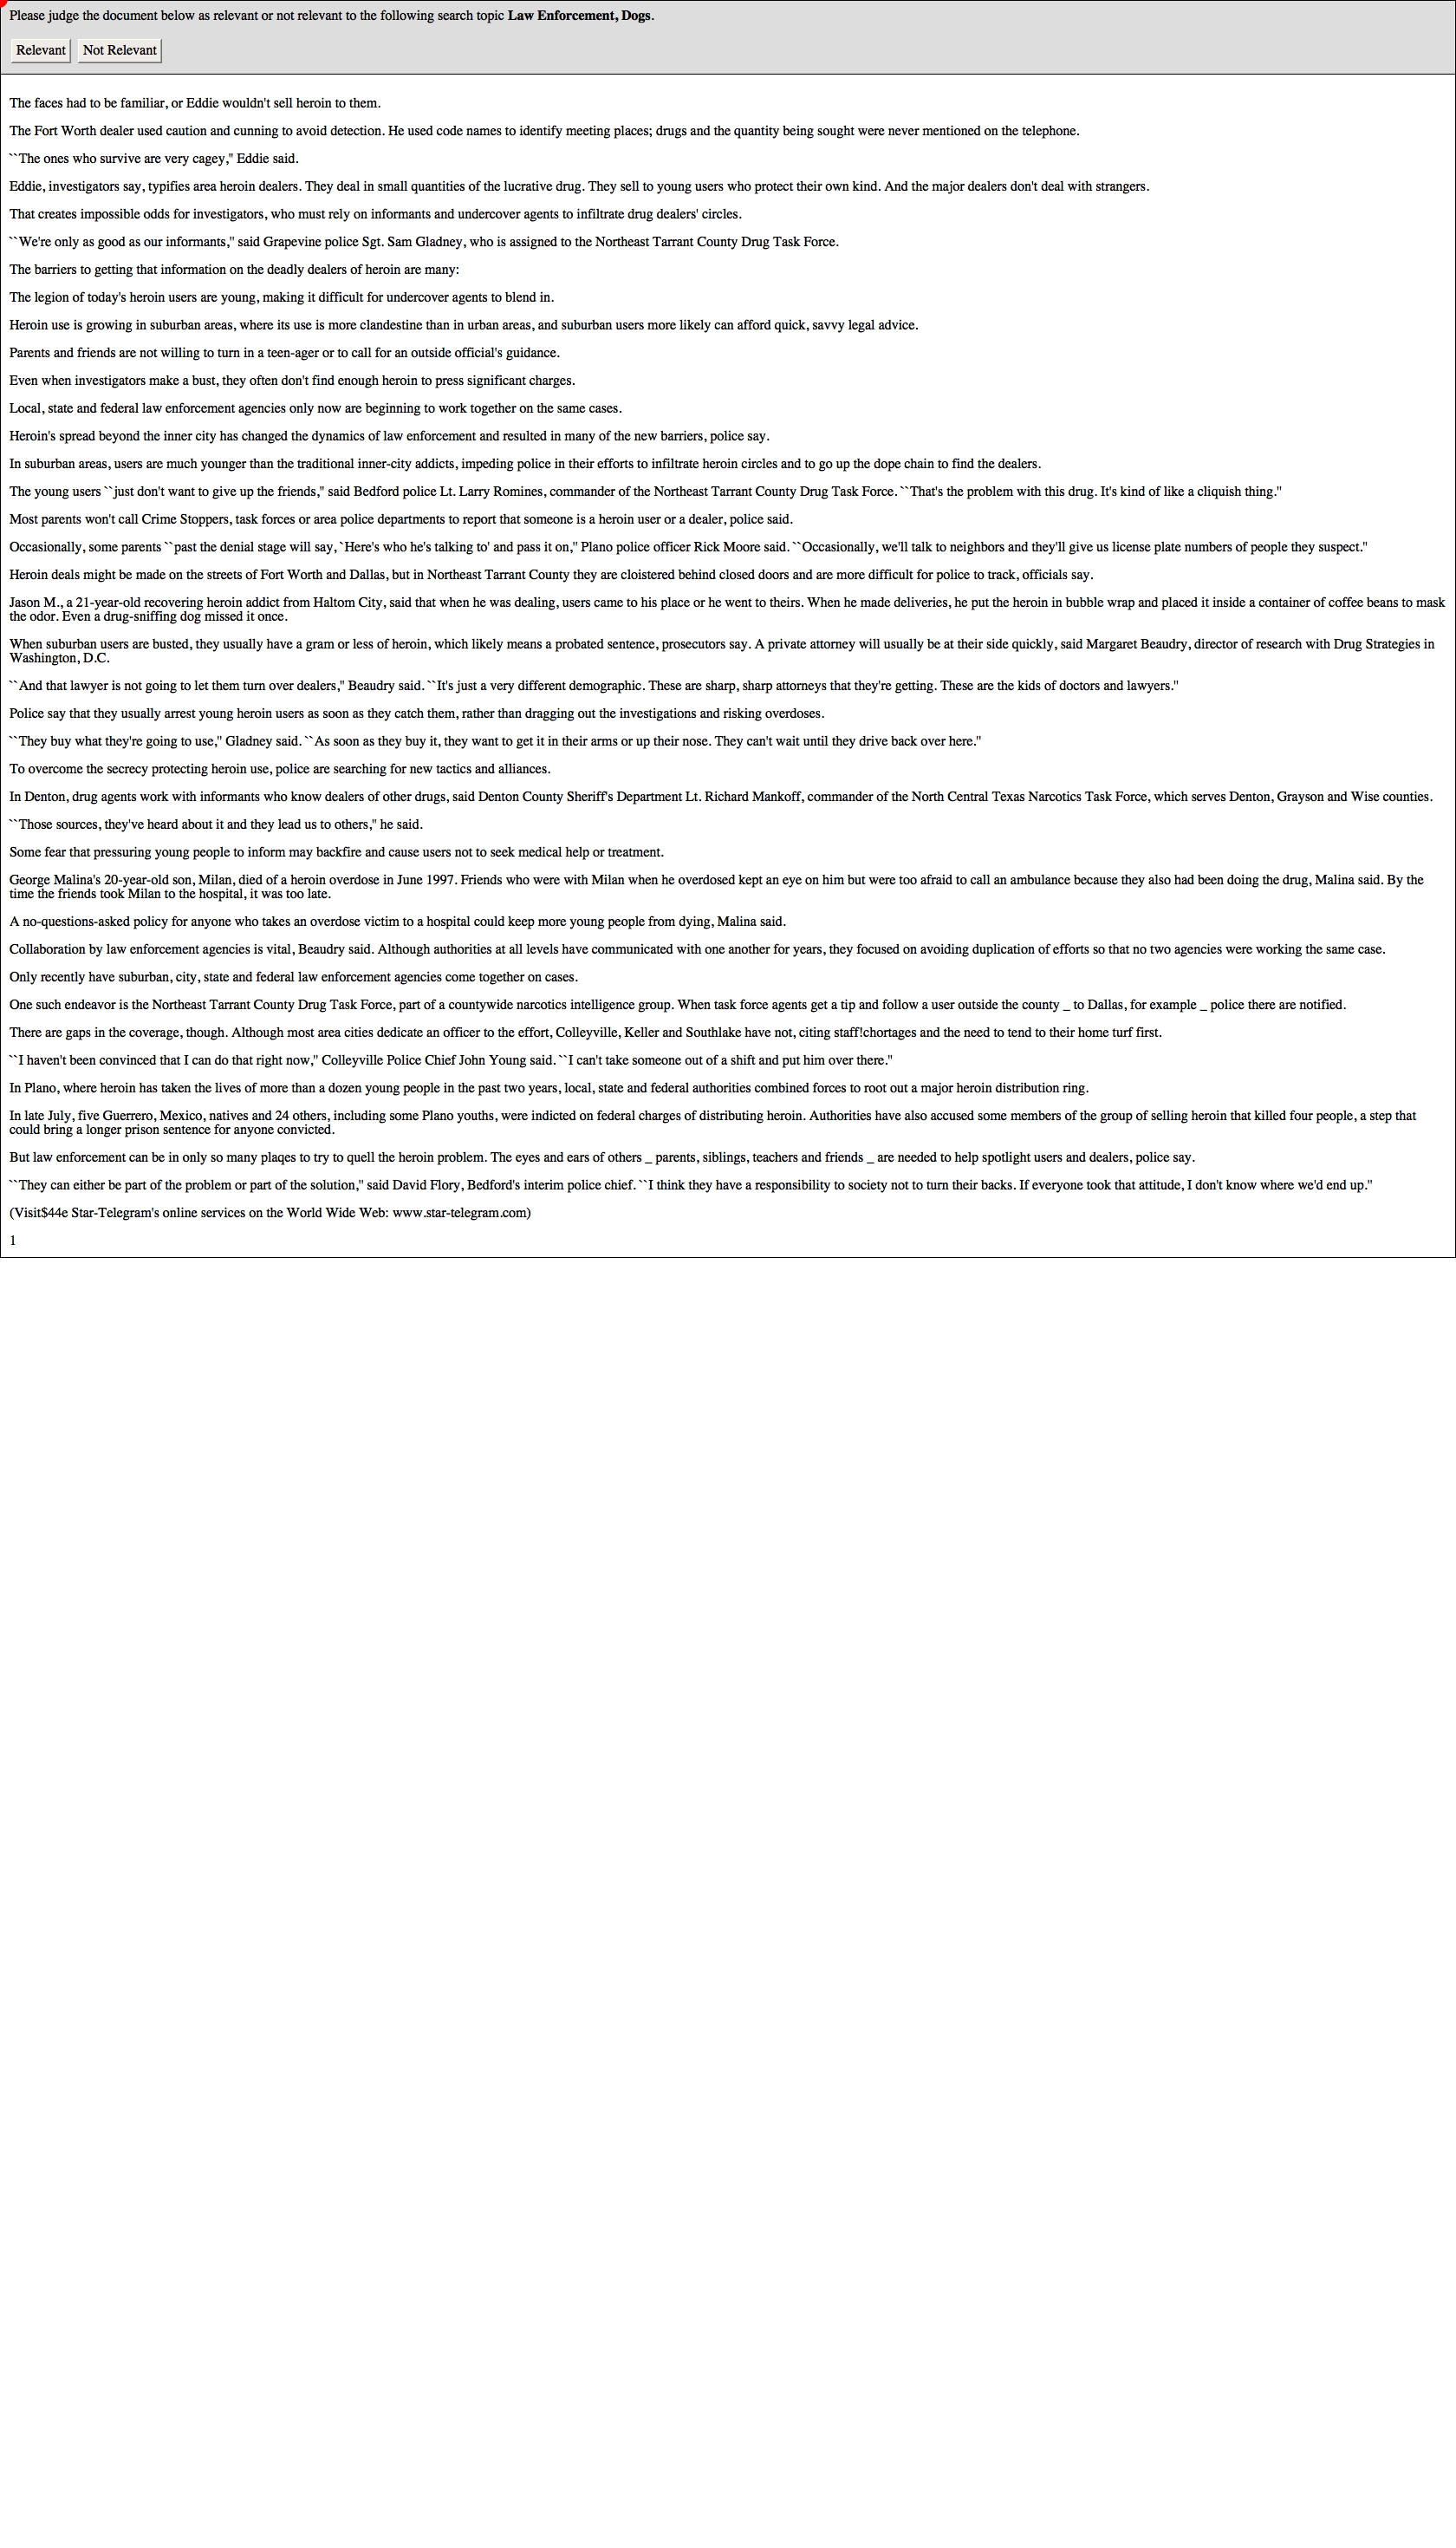 Please judge the document below as relevant or not relevant to the following search topic Law Enforcement, Dogs.
Relevant Not Relevant
The faces had to be familiar, or Eddie wouldn't sell heroin to them.
The Fort Worth dealer used caution and cunning to avoid detection. He used code names to identify meeting places; drugs and the quantity being sought were never mentioned on the telephone.
``The ones who survive are very cagey,'' Eddie said.
Eddie, investigators say, typifies area heroin dealers. They deal in small quantities of the lucrative drug. They sell to young users who protect their own kind. And the major dealers don't deal with strangers.
That creates impossible odds for investigators, who must rely on informants and undercover agents to infiltrate drug dealers' circles.
``We're only as good as our informants,'' said Grapevine police Sgt. Sam Gladney, who is assigned to the Northeast Tarrant County Drug Task Force.
The barriers to getting that information on the deadly dealers of heroin are many:
The legion of today's heroin users are young, making it difficult for undercover agents to blend in.
Heroin use is growing in suburban areas, where its use is more clandestine than in urban areas, and suburban users more likely can afford quick, savvy legal advice.
Parents and friends are not willing to turn in a teen-ager or to call for an outside official's guidance.
Even when investigators make a bust, they often don't find enough heroin to press significant charges.
Local, state and federal law enforcement agencies only now are beginning to work together on the same cases.
Heroin's spread beyond the inner city has changed the dynamics of law enforcement and resulted in many of the new barriers, police say.
In suburban areas, users are much younger than the traditional inner-city addicts, impeding police in their efforts to infiltrate heroin circles and to go up the dope chain to find the dealers.
The young users ``just don't want to give up the friends,'' said Bedford police Lt. Larry Romines, commander of the Northeast Tarrant County Drug Task Force. ``That's the problem with this drug. It's kind of like a cliquish thing.''
Most parents won't call Crime Stoppers, task forces or area police departments to report that someone is a heroin user or a dealer, police said.
Occasionally, some parents ``past the denial stage will say, `Here's who he's talking to' and pass it on,'' Plano police officer Rick Moore said. ``Occasionally, we'll talk to neighbors and they'll give us license plate numbers of people they suspect.''
Heroin deals might be made on the streets of Fort Worth and Dallas, but in Northeast Tarrant County they are cloistered behind closed doors and are more difficult for police to track, officials say.
Jason M., a 21-year-old recovering heroin addict from Haltom City, said that when he was dealing, users came to his place or he went to theirs. When he made deliveries, he put the heroin in bubble wrap and placed it inside a container of coffee beans to mask
the odor. Even a drug-sniffing dog missed it once.
When suburban users are busted, they usually have a gram or less of heroin, which likely means a probated sentence, prosecutors say. A private attorney will usually be at their side quickly, said Margaret Beaudry, director of research with Drug Strategies in
Washington, D.C.
``And that lawyer is not going to let them turn over dealers,'' Beaudry said. ``It's just a very different demographic. These are sharp, sharp attorneys that they're getting. These are the kids of doctors and lawyers.''
Police say that they usually arrest young heroin users as soon as they catch them, rather than dragging out the investigations and risking overdoses.
``They buy what they're going to use,'' Gladney said. ``As soon as they buy it, they want to get it in their arms or up their nose. They can't wait until they drive back over here.''
To overcome the secrecy protecting heroin use, police are searching for new tactics and alliances.
In Denton, drug agents work with informants who know dealers of other drugs, said Denton County Sheriff's Department Lt. Richard Mankoff, commander of the North Central Texas Narcotics Task Force, which serves Denton, Grayson and Wise counties.
``Those sources, they've heard about it and they lead us to others,'' he said.
Some fear that pressuring young people to inform may backfire and cause users not to seek medical help or treatment.
George Malina's 20-year-old son, Milan, died of a heroin overdose in June 1997. Friends who were with Milan when he overdosed kept an eye on him but were too afraid to call an ambulance because they also had been doing the drug, Malina said. By the
time the friends took Milan to the hospital, it was too late.
A no-questions-asked policy for anyone who takes an overdose victim to a hospital could keep more young people from dying, Malina said.
Collaboration by law enforcement agencies is vital, Beaudry said. Although authorities at all levels have communicated with one another for years, they focused on avoiding duplication of efforts so that no two agencies were working the same case.
Only recently have suburban, city, state and federal law enforcement agencies come together on cases.
One such endeavor is the Northeast Tarrant County Drug Task Force, part of a countywide narcotics intelligence group. When task force agents get a tip and follow a user outside the county _ to Dallas, for example _ police there are notified.
There are gaps in the coverage, though. Although most area cities dedicate an officer to the effort, Colleyville, Keller and Southlake have not, citing staff!chortages and the need to tend to their home turf first.
``I haven't been convinced that I can do that right now,'' Colleyville Police Chief John Young said. ``I can't take someone out of a shift and put him over there.''
In Plano, where heroin has taken the lives of more than a dozen young people in the past two years, local, state and federal authorities combined forces to root out a major heroin distribution ring.
In late July, five Guerrero, Mexico, natives and 24 others, including some Plano youths, were indicted on federal charges of distributing heroin. Authorities have also accused some members of the group of selling heroin that killed four people, a step that
could bring a longer prison sentence for anyone convicted.
But law enforcement can be in only so many plaqes to try to quell the heroin problem. The eyes and ears of others _ parents, siblings, teachers and friends _ are needed to help spotlight users and dealers, police say.
``They can either be part of the problem or part of the solution,'' said David Flory, Bedford's interim police chief. ``I think they have a responsibility to society not to turn their backs. If everyone took that attitude, I don't know where we'd end up.''
(Visit$44e Star-Telegram's online services on the World Wide Web: www.star-telegram.com)
1